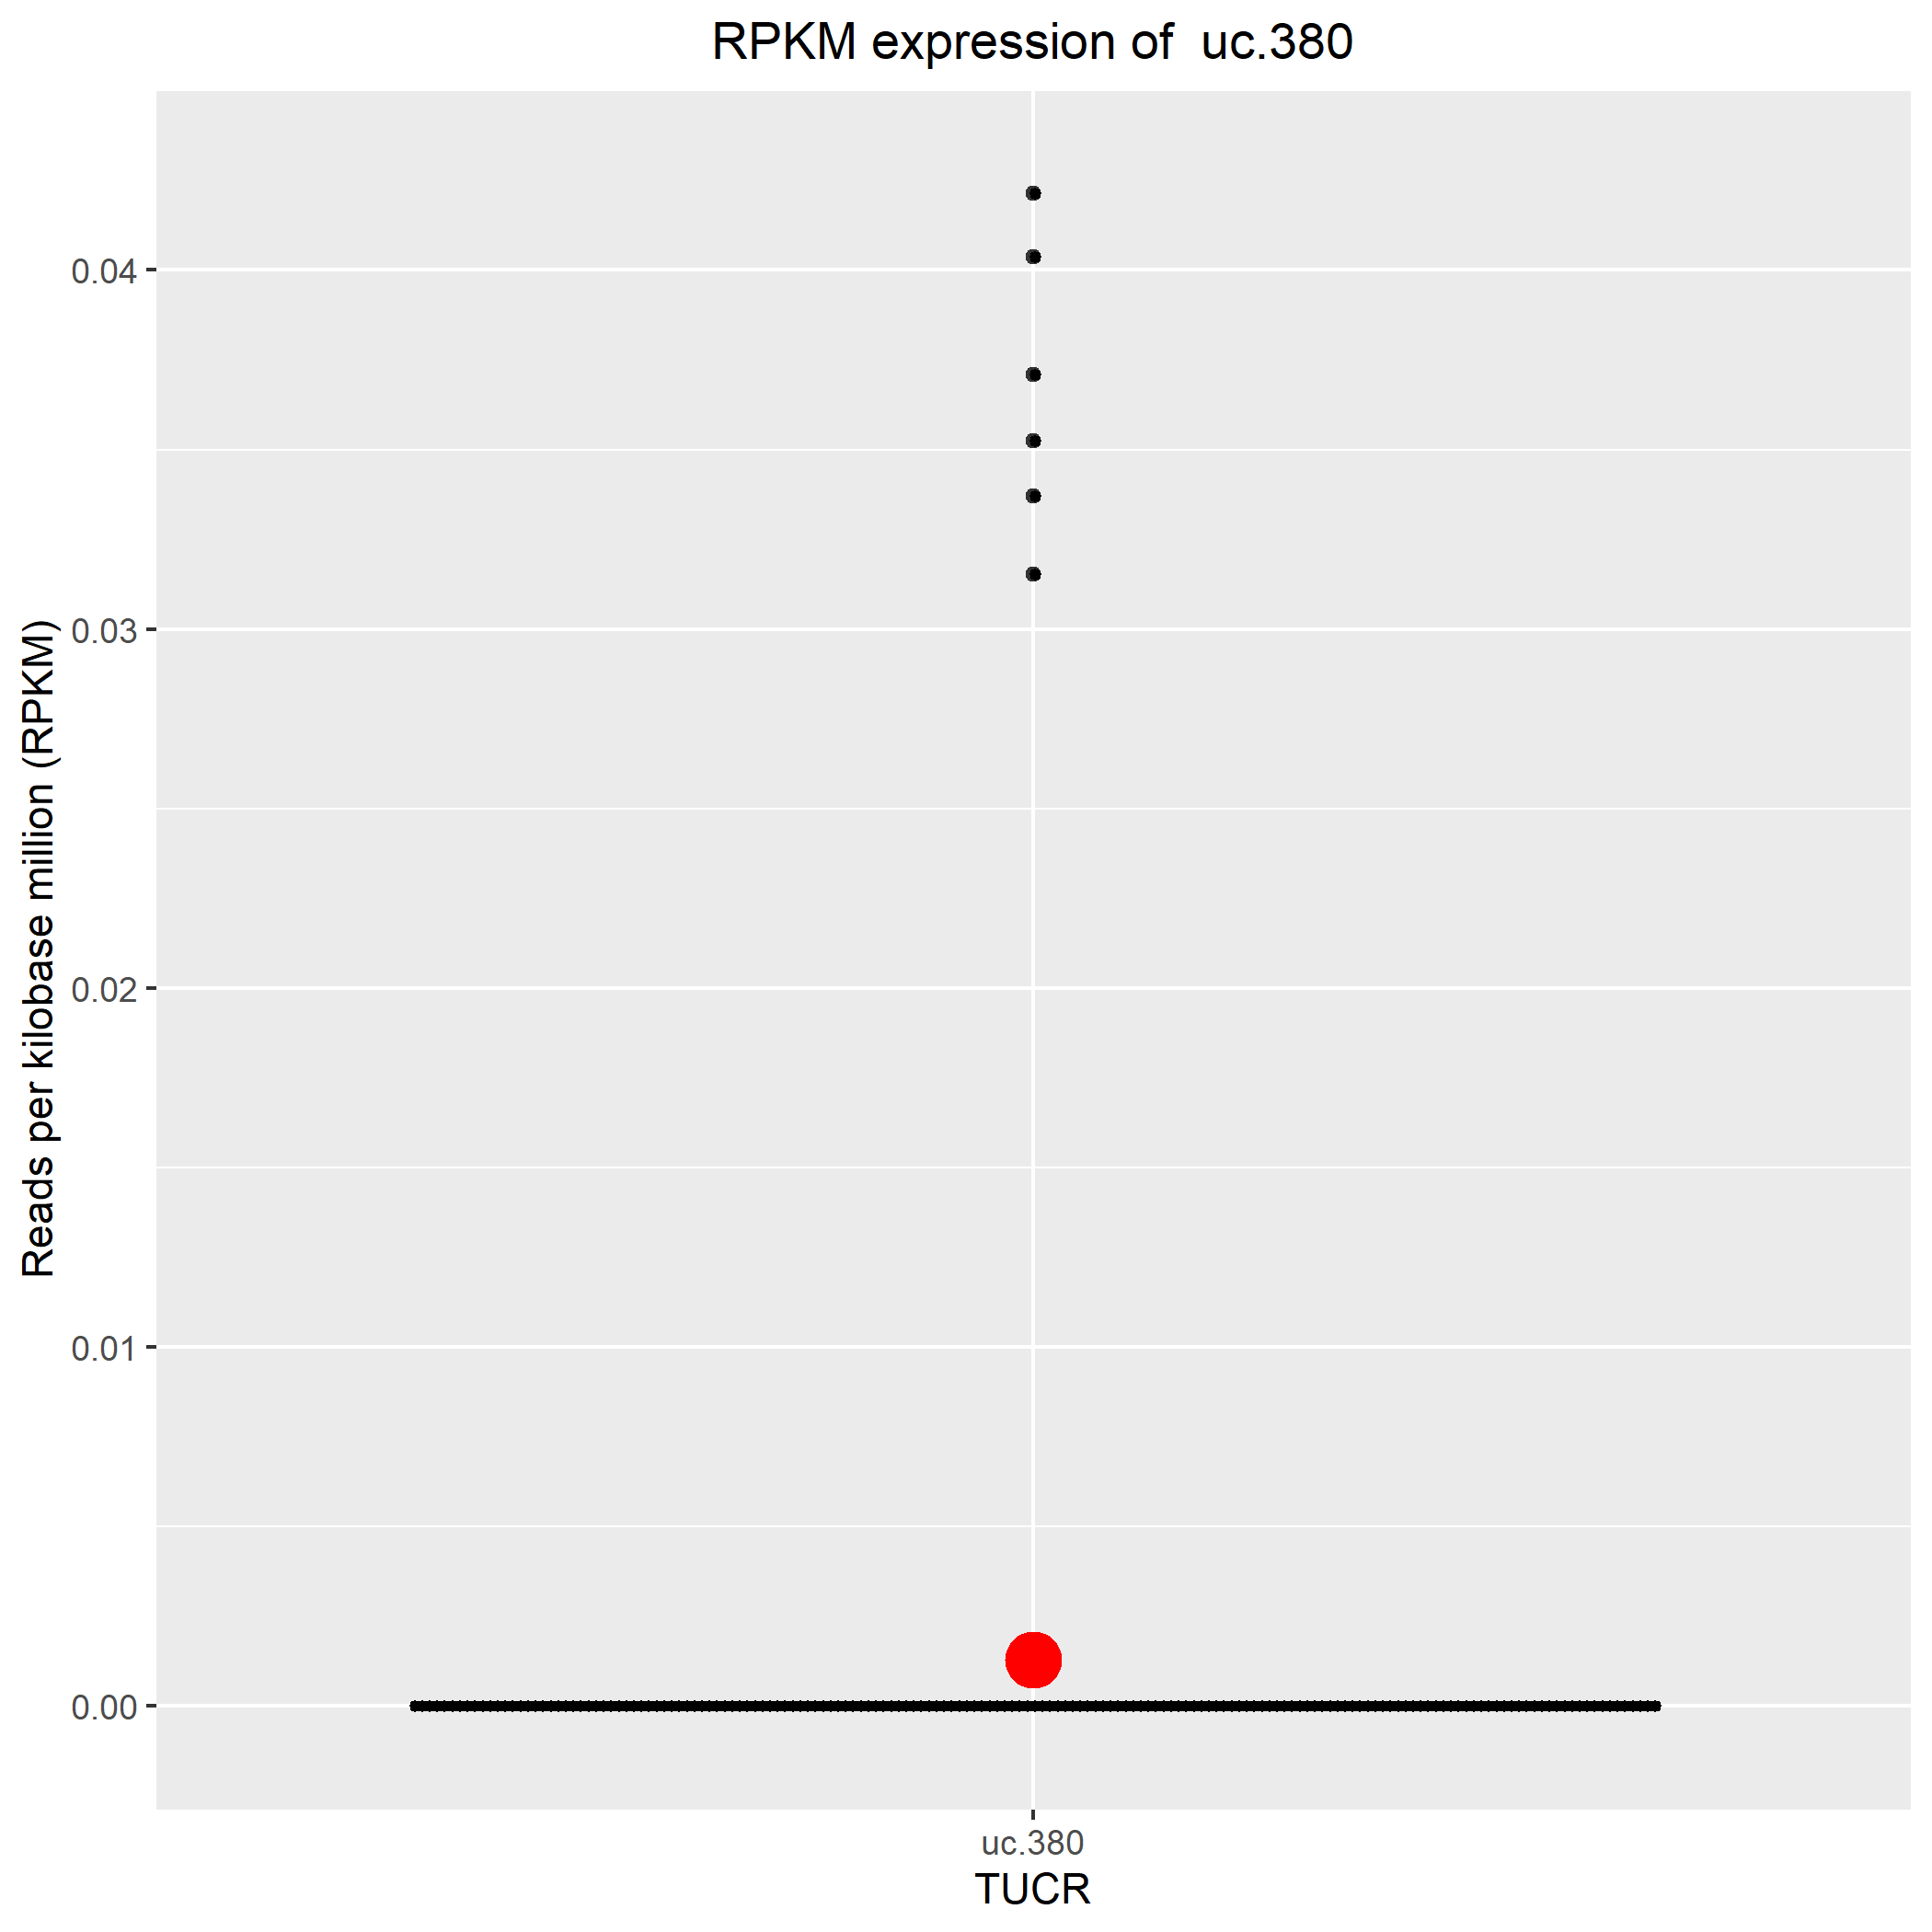 RPKM expression of  uc.380
Reads per kilobase million (RPKM)
0.04
0.03
0.02
0.01
0.00
uc.380
TUCR